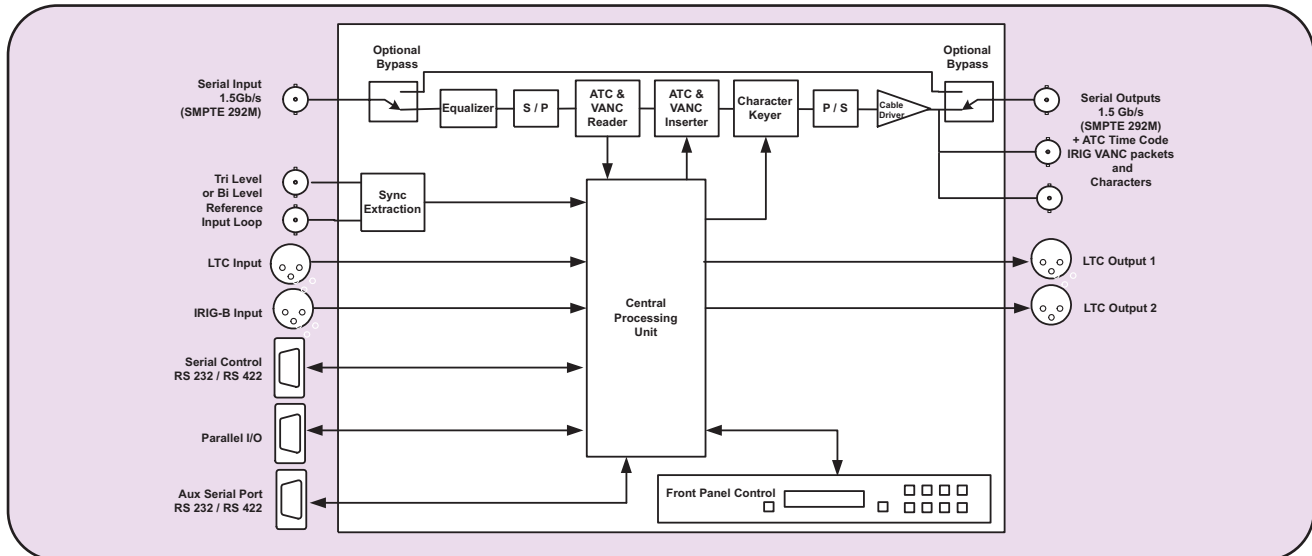 Optional
Bypass
Optional
Bypass
Serial Input
1.5Gb/s
(SMPTE 292M)
Equalizer
S / P
ATC &
VANC
Reader
ATC &
VANC
Inserter
Character
Keyer
P / S
Cable
Driver
Serial Outputs
1.5 Gb/s
(SMPTE 292M)
+ ATC Time Code
IRIG VANC packets
and
Characters
Tri Level
or Bi Level
Reference
Input Loop
Sync
Extraction
LTC Input
LTC Output 1
IRIG-B Input
LTC Output 2
Central
Processing
Unit
Serial Control
RS 232 / RS 422
Parallel I/O
Aux Serial Port
RS 232 / RS 422
Front Panel Control